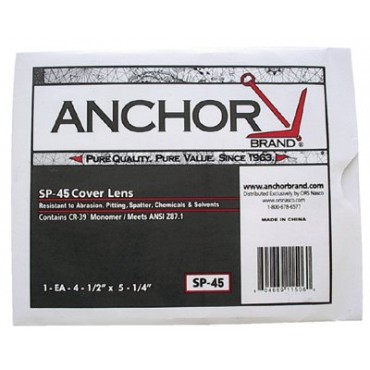 ANCHOR
BRAND®
PURE QUALITY. PURE VALUE. SINCE 1963.
SP-45 Cover Lens
Resistant to Abrasion, Pitting, Spatter, Chemicals & Solvents
Contains CR-39 Monomer / Meets ANSI Z87.1
1 - EA - 4 - 1/2" x 5 - 1/4"
SP-45
www.anchorbrand.com
Distributed Exclusively by ORS Nasco
www.orsnasco.com
1-800-678-6577
MADE IN CHINA